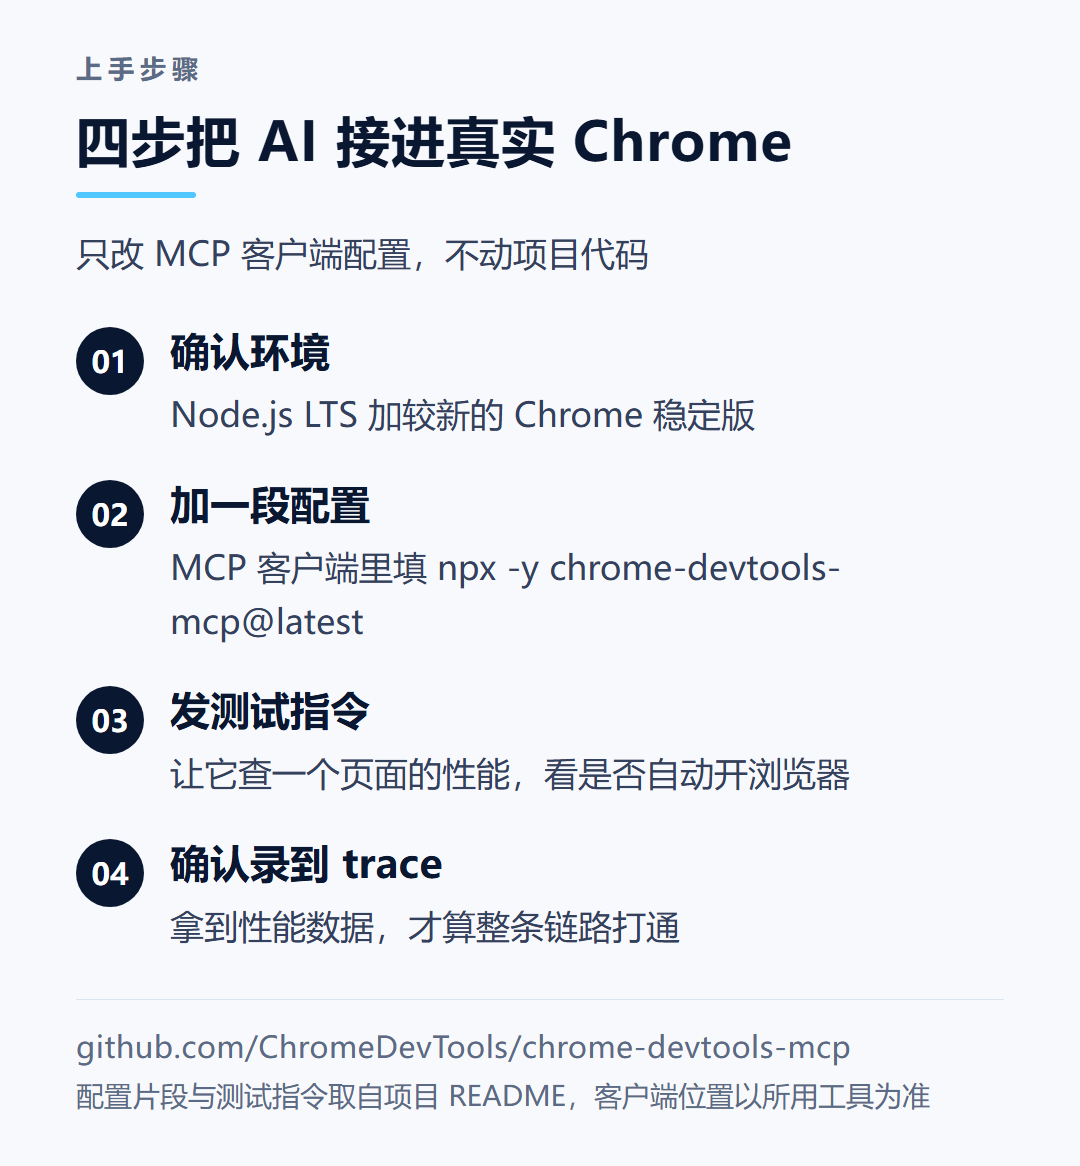 上手步骤
四步把 AI 接进真实 Chrome
只改 MCP 客户端配置，不动项目代码
01
确认环境
Node.js LTS 加较新的 Chrome 稳定版
02
加一段配置
MCP 客户端里填 npx -y chrome-devtools-
mcp@latest
03
发测试指令
让它查一个页面的性能，看是否自动开浏览器
04
确认录到 trace
拿到性能数据，才算整条链路打通
github.com/ChromeDevTools/chrome-devtools-mcp
配置片段与测试指令取自项目 README，客户端位置以所用工具为准